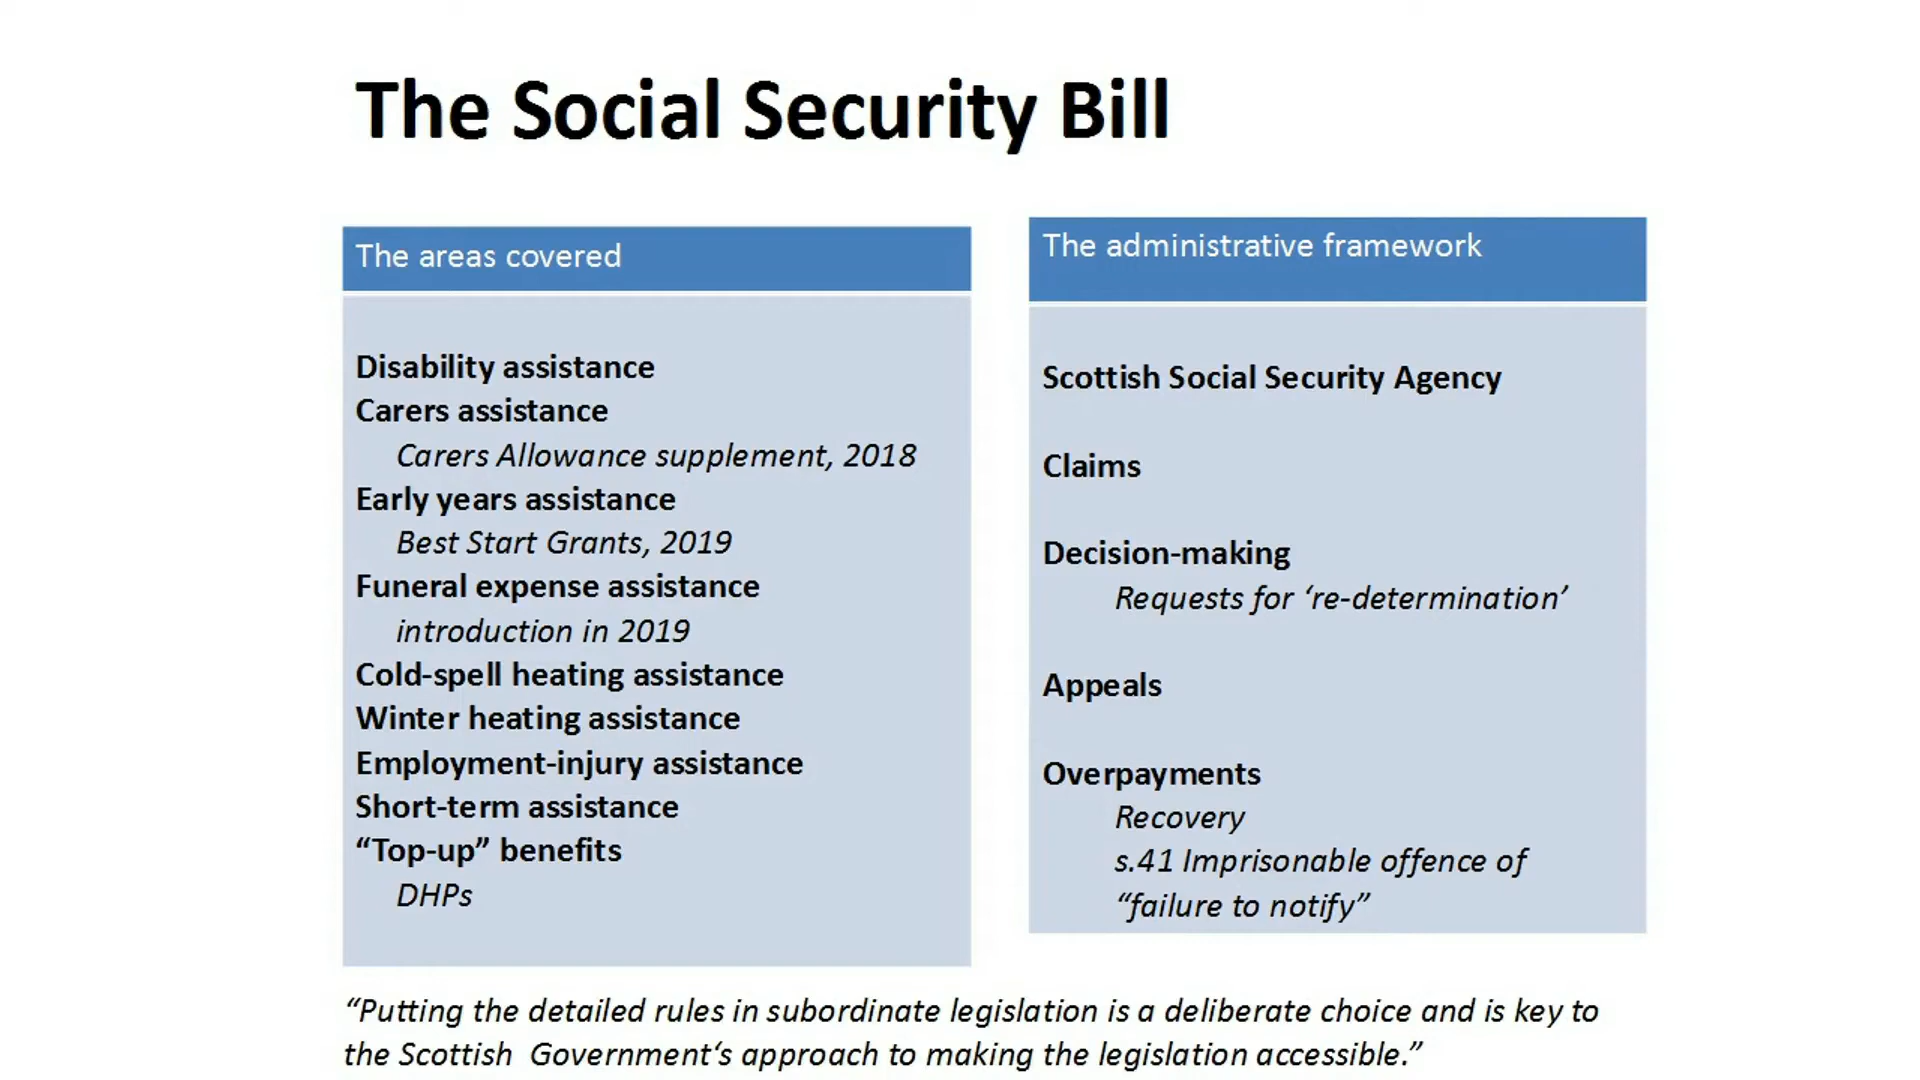 The Social Security Bill
The areas covered
Disability assistance
Carers assistance
Carers Allowance supplement, 2018
Early years assistance
Best Start Grants, 2019
Funeral expense assistance
introduction in 2019
Cold-spell heating assistance
Winter heating assistance
Employment-injury assistance
Short-term assistance
“Top-up” benefits
DHPs
The administrative framework
Scottish Social Security Agency
Claims
Decision-making
Requests for ‘re-determination’
Appeals
Overpayments
Recovery
s.41 Imprisonable offence of
“failure to notify”
“Putting the detailed rules in subordinate legislation is a deliberate choice and is key to
the Scottish Government‘s approach to making the legislation accessible.”